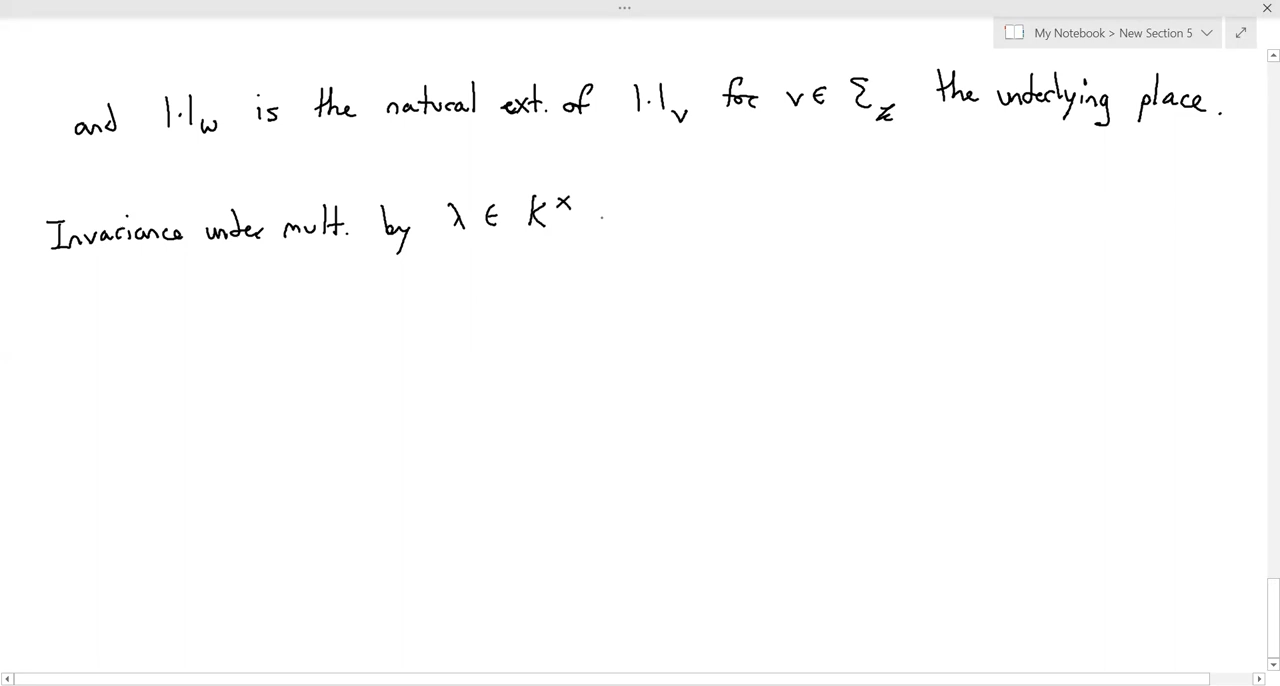 My Notebook > New Section 5
and |·|_w is the natural ext. of |·|_v for v ∈ Σ_k the underlying place.
Invariance under mult. by λ ∈ K^×